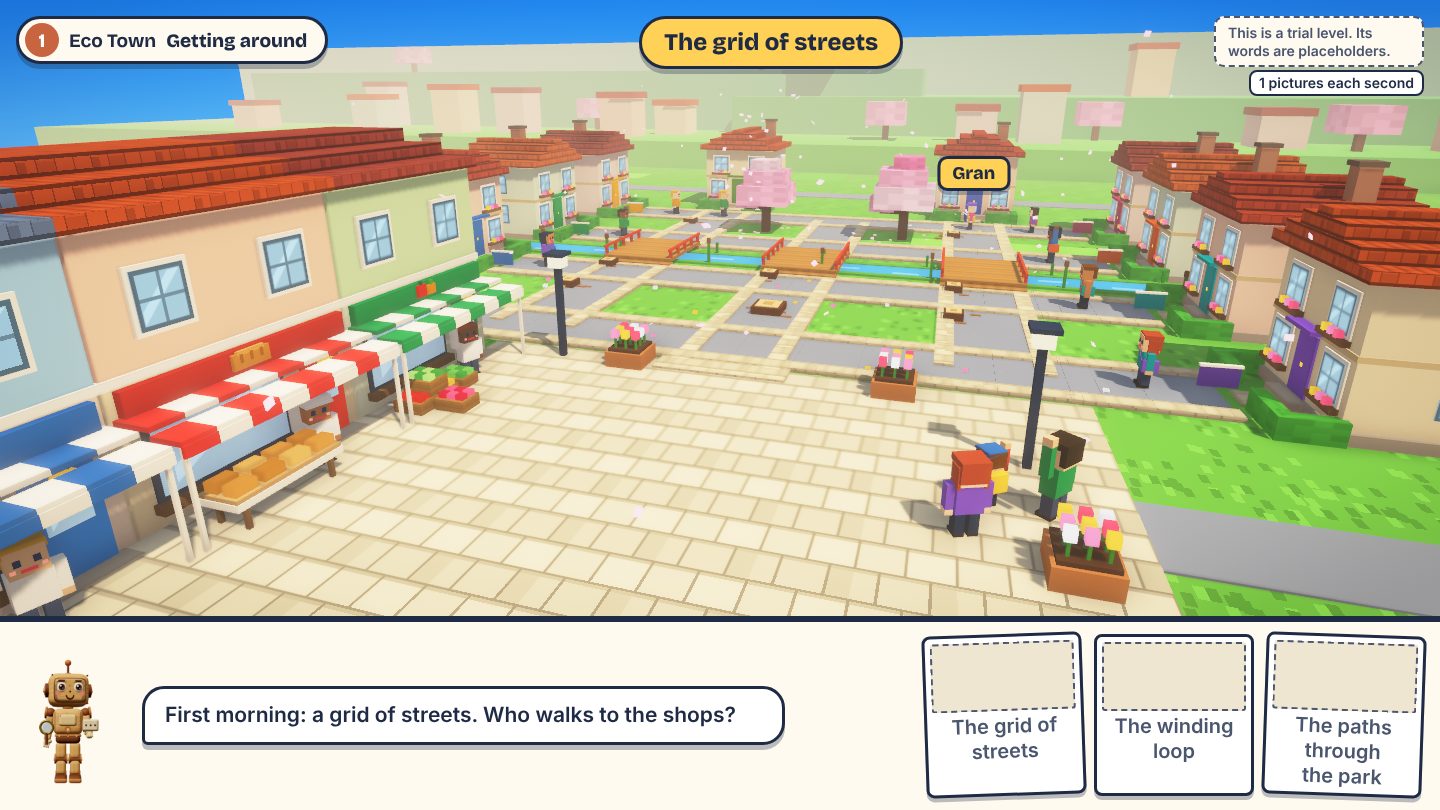 1 Eco Town Getting around
The grid of streets
This is a trial level. Its
words are placeholders.
1 pictures each second
Gran
First morning: a grid of streets. Who walks to the shops?
The grid of
streets
The winding
loop
The paths
through
the park